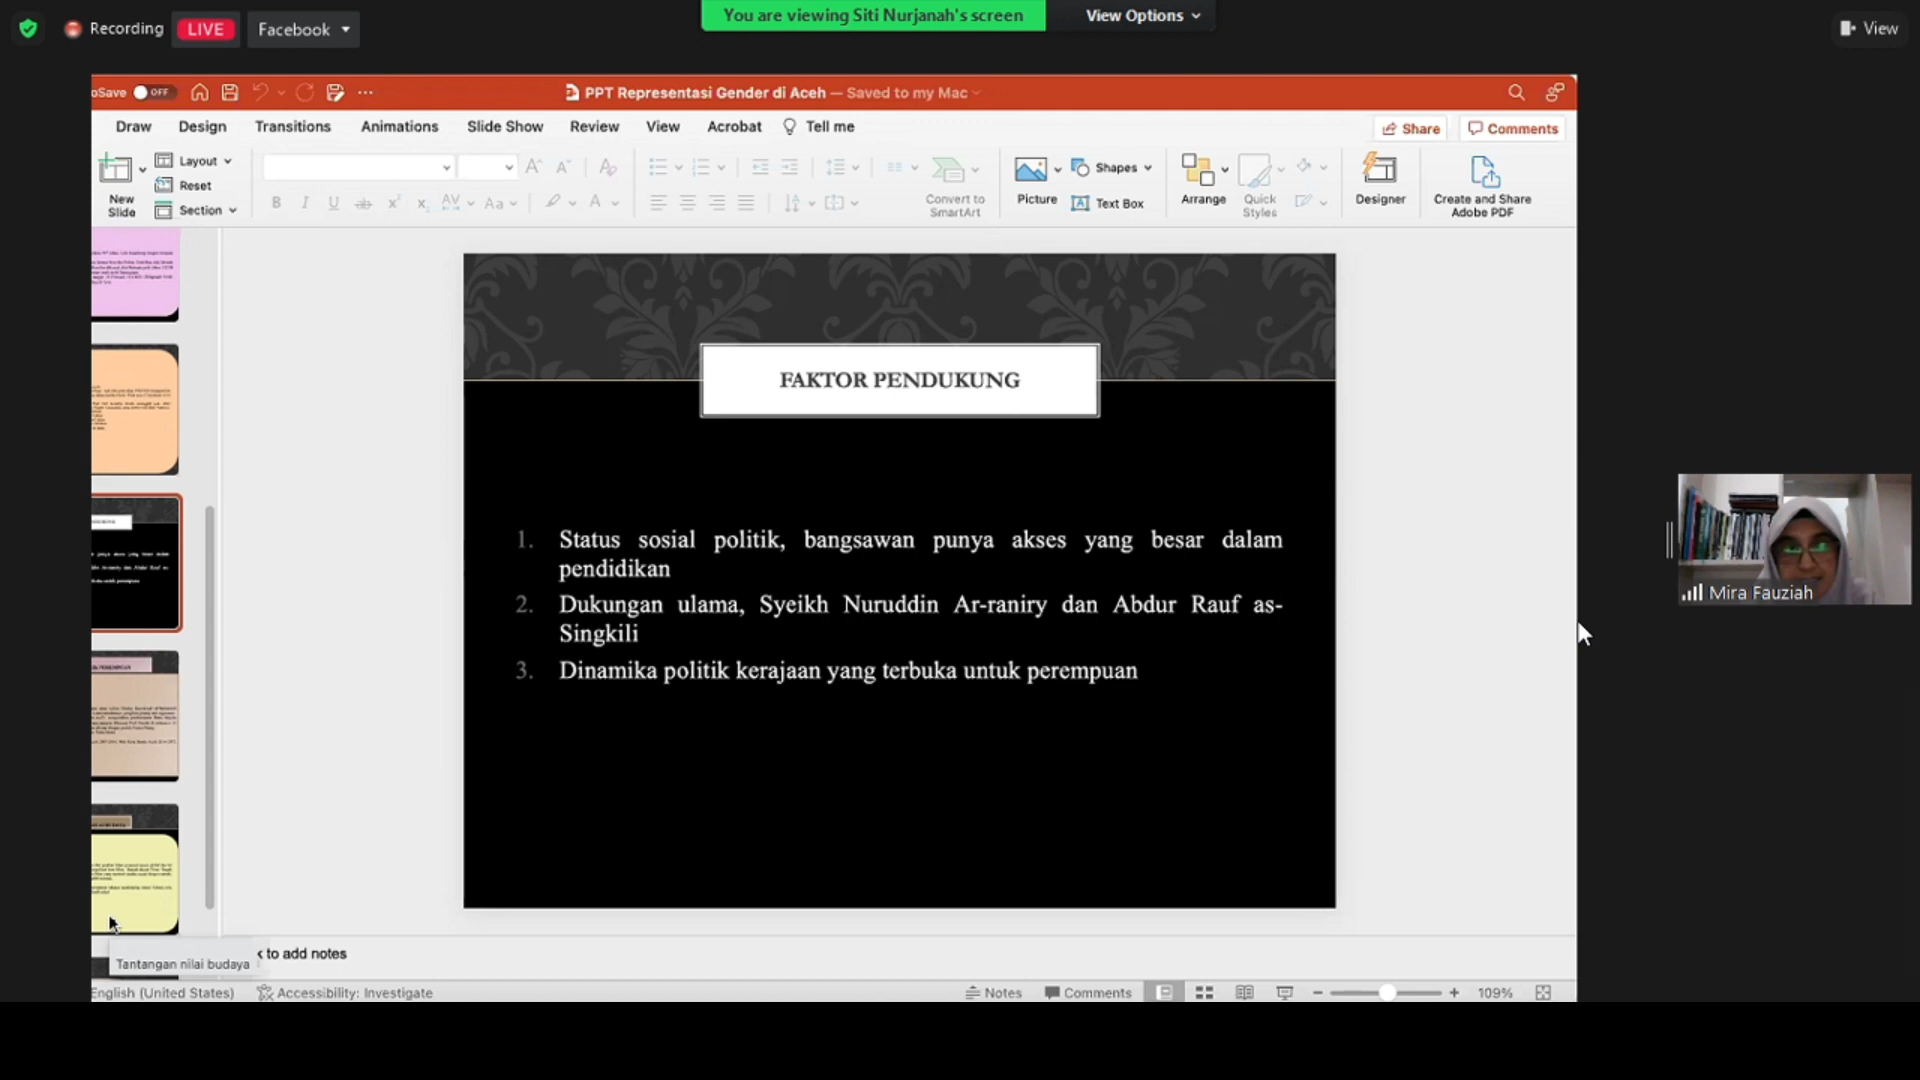 Recording
LIVE
Facebook
You are viewing Siti Nurjanah's screen
View Options
View
oSave
OFF
PPT Representasi Gender di Aceh — Saved to my Mac
Draw
Design
Transitions
Animations
Slide Show
Review
View
Acrobat
Tell me
Share
Comments
New
Slide
Layout
Reset
Section
Convert to
SmartArt
Picture
Shapes
Text Box
Arrange
Quick
Styles
Designer
Create and Share
Adobe PDF
FAKTOR PENDUKUNG
1. Status sosial politik, bangsawan punya akses yang besar dalam
pendidikan
2. Dukungan ulama, Syeikh Nuruddin Ar-raniry dan Abdur Rauf as-
Singkili
3. Dinamika politik kerajaan yang terbuka untuk perempuan
Mira Fauziah
Tantangan nilai budaya
to add notes
English (United States)
Accessibility: Investigate
Notes
Comments
109%